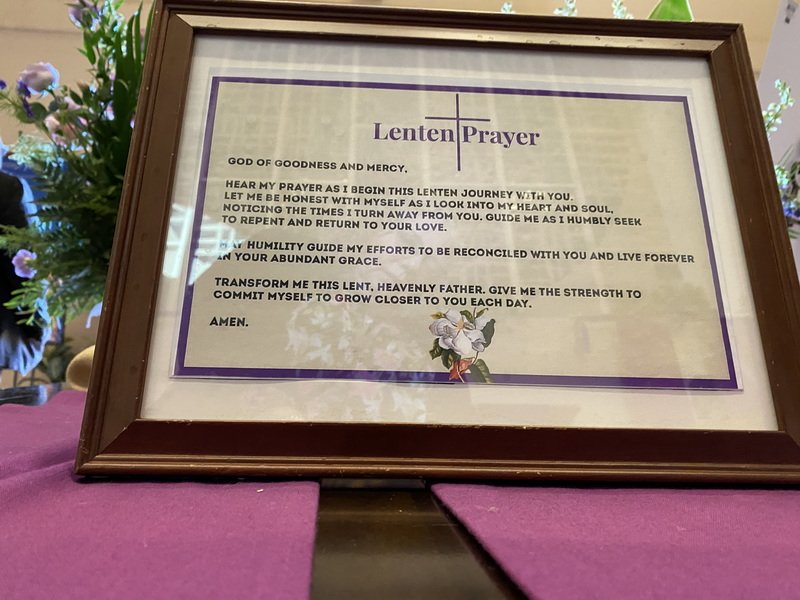 Lenten Prayer
GOD OF GOODNESS AND MERCY,
HEAR MY PRAYER AS I BEGIN THIS LENTEN JOURNEY WITH YOU.
LET ME BE HONEST WITH MYSELF AS I LOOK INTO MY HEART AND SOUL,
NOTICING THE TIMES I TURN AWAY FROM YOU. GUIDE ME AS I HUMBLY SEEK
TO REPENT AND RETURN TO YOUR LOVE.
MAY HUMILITY GUIDE MY EFFORTS TO BE RECONCILED WITH YOU AND LIVE FOREVER
IN YOUR ABUNDANT GRACE.
TRANSFORM ME THIS LENT, HEAVENLY FATHER. GIVE ME THE STRENGTH TO
COMMIT MYSELF TO GROW CLOSER TO YOU EACH DAY.
AMEN.